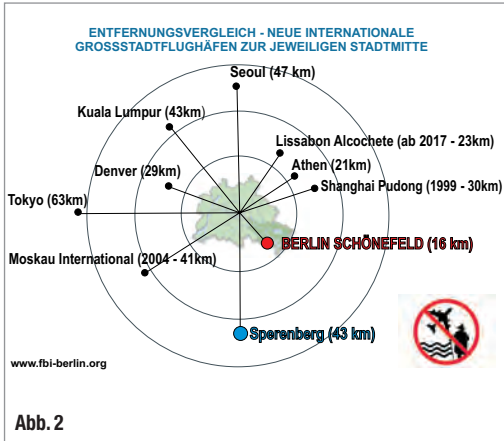 ENTFERNUNGSVERGLEICH - NEUE INTERNATIONALE
GROSSSTADTFLUGHÄFEN ZUR JEWEILIGEN STADTMITTE
Seoul (47 km)
Kuala Lumpur (43km)
Lissabon Alcochete (ab 2017 - 23km)
Athen (21km)
Denver (29km)
Shanghai Pudong (1999 - 30km)
Tokyo (63km)
BERLIN SCHÖNEFELD (16 km)
Moskau International (2004 - 41km)
Sperenberg (43 km)
www.fbi-berlin.org
Abb. 2